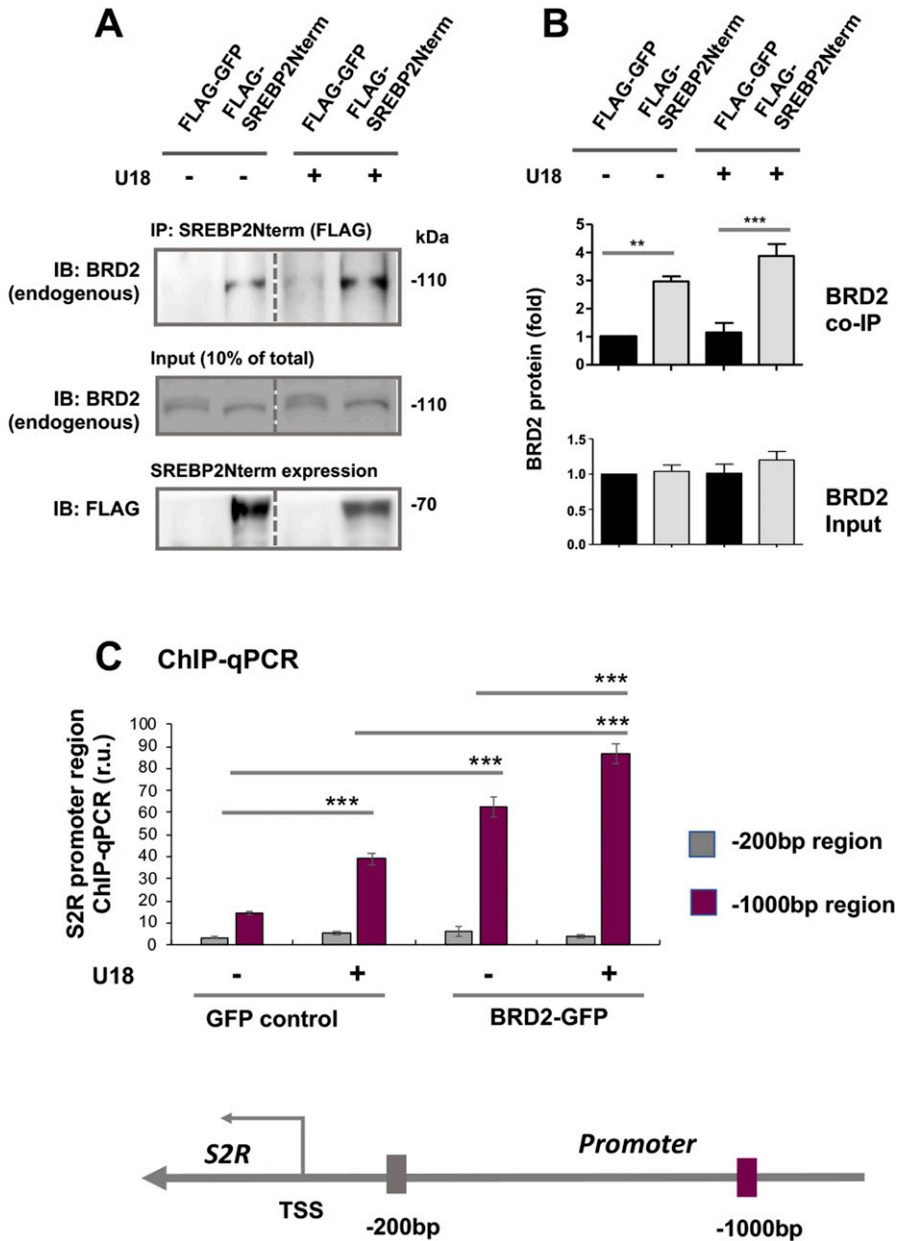 A
FLAG-GFP
FLAG-
SREBP2Nterm
FLAG-GFP
FLAG-
SREBP2Nterm
U18 - - + +
IP: SREBP2Nterm (FLAG)
kDa
IB: BRD2
(endogenous)
-110
Input (10% of total)
IB: BRD2
(endogenous)
-110
SREBP2Nterm expression
IB: FLAG
-70
B
FLAG-GFP
FLAG-
SREBP2Nterm
FLAG-GFP
FLAG-
SREBP2Nterm
U18 - - + +
BRD2 protein (fold)
5
4
3
2
1
0
**
***
BRD2
co-IP
1.5
1.0
0.5
0.0
BRD2
Input
C ChIP-qPCR
S2R promoter region
ChIP-qPCR (r.u.)
100
90
80
70
60
50
40
30
20
10
0
***
***
***
***
U18 - + - +
GFP control BRD2-GFP
-200bp region
-1000bp region
S2R
Promoter
TSS
-200bp
-1000bp